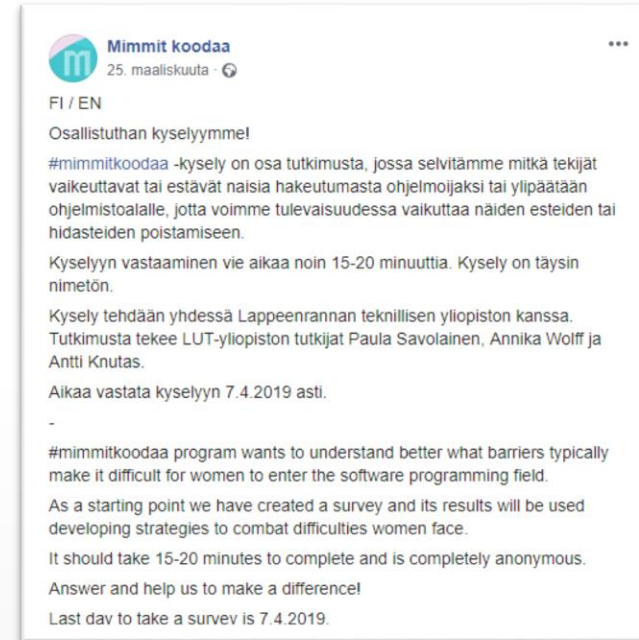 Mimmit koodaa
25. maaliskuuta ·
FI / EN
Osallistuthan kyselyymme!
#mimmitkoodaa -kysely on osa tutkimusta, jossa selvitämme mitkä tekijät
vaikeuttavat tai estävät naisia hakeutumasta ohjelmoijaksi tai ylipäätään
ohjelmistoalalle, jotta voimme tulevaisuudessa vaikuttaa näiden esteiden tai
hidasteiden poistamiseen.
Kyselyyn vastaaminen vie aikaa noin 15-20 minuuttia. Kysely on täysin
nimetön.
Kysely tehdään yhdessä Lappeenrannan teknillisen yliopiston kanssa.
Tutkimusta tekee LUT-yliopiston tutkijat Paula Savolainen, Annika Wolff ja
Antti Knutas.
Aikaa vastata kyselyyn 7.4.2019 asti.
-
#mimmitkoodaa program wants to understand better what barriers typically
make it difficult for women to enter the software programming field.
As a starting point we have created a survey and its results will be used
developing strategies to combat difficulties women face.
It should take 15-20 minutes to complete and is completely anonymous.
Answer and help us to make a difference!
Last day to take a survey is 7.4.2019.